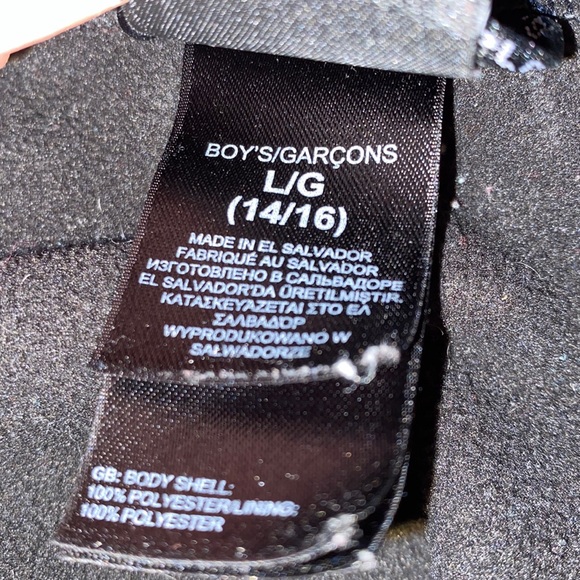 BOY'S/GARÇONS
L/G
(14/16)
MADE IN EL SALVADOR
FABRIQUÉ AU SALVADOR
ИЗГОТОВЛЕНО В САЛЬВАДОРЕ
EL SALVADOR'DA ÜRETILMIŞTIR.
ΚΑΤΑΣΚΕΥΑΖΕΤΑΙ ΣΤΟ ΕΛ
ΣΑΛΒΑΔΟΡ
WYPRODUKOWANO W
SALWADORZE
GB: BODY SHELL:
100% POLYESTER/LINING:
100% POLYESTER